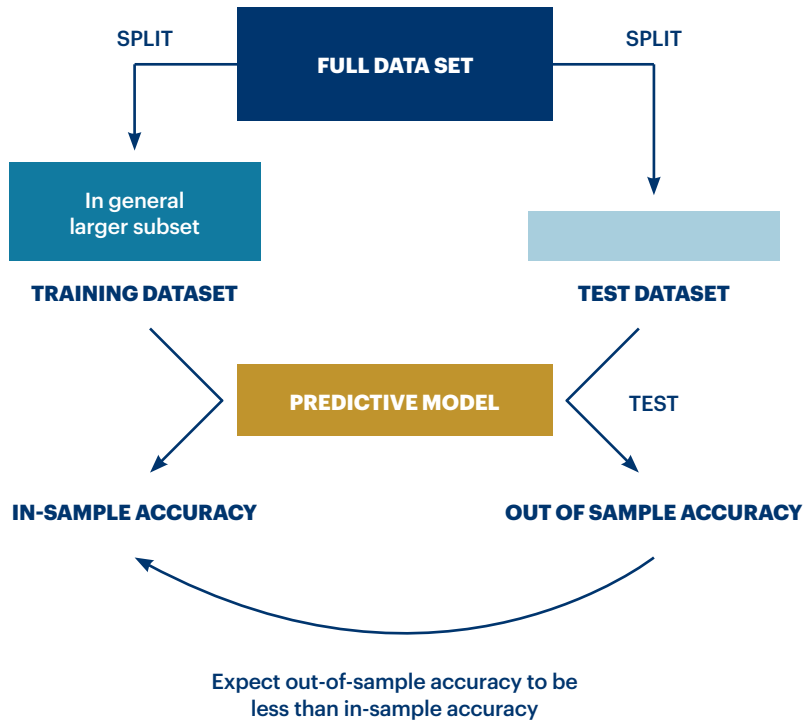 SPLIT
FULL DATA SET
SPLIT
In general
larger subset
TRAINING DATASET
TEST DATASET
PREDICTIVE MODEL
TEST
IN-SAMPLE ACCURACY
OUT OF SAMPLE ACCURACY
Expect out-of-sample accuracy to be
less than in-sample accuracy